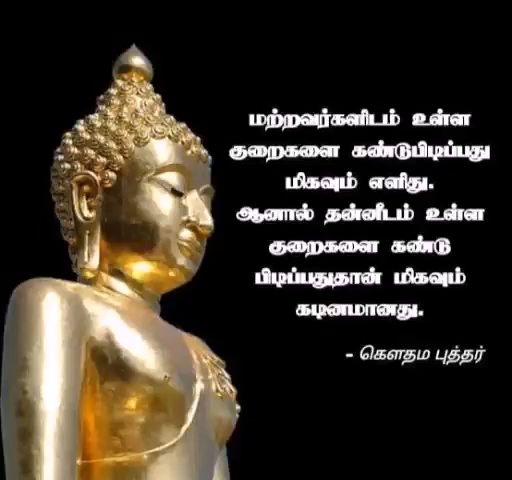 மற்றவர்களிடம் உள்ள
குறைகளை கண்டுபிடிப்பது
மிகவும் எளிது.
ஆனால் தன்னீடம் உள்ள
குறைகளை கண்டு
பிடிப்பதுதான் மிகவும்
கடினமானது.
- கௌதம புத்தர்